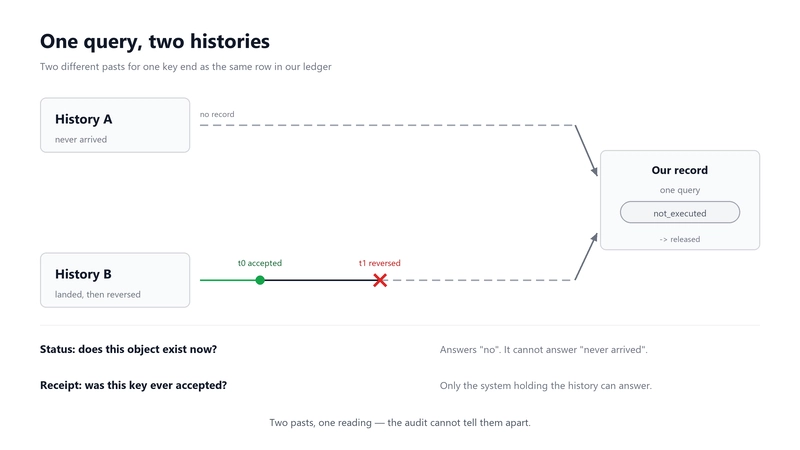 One query, two histories
Two different pasts for one key end as the same row in our ledger
History A
never arrived
no record
Our record
one query
not_executed
-> released
History B
landed, then reversed
t0 accepted
t1 reversed
Status: does this object exist now?
Answers "no". It cannot answer "never arrived".
Receipt: was this key ever accepted?
Only the system holding the history can answer.
Two pasts, one reading — the audit cannot tell them apart.